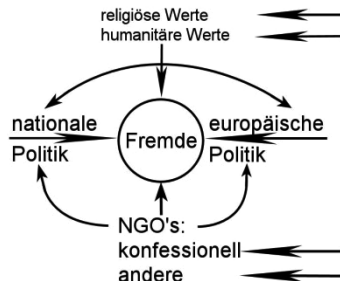 religiöse Werte
humanitäre Werte
nationale
Politik
Fremde
europäische
Politik
NGO's:
konfessionell
andere